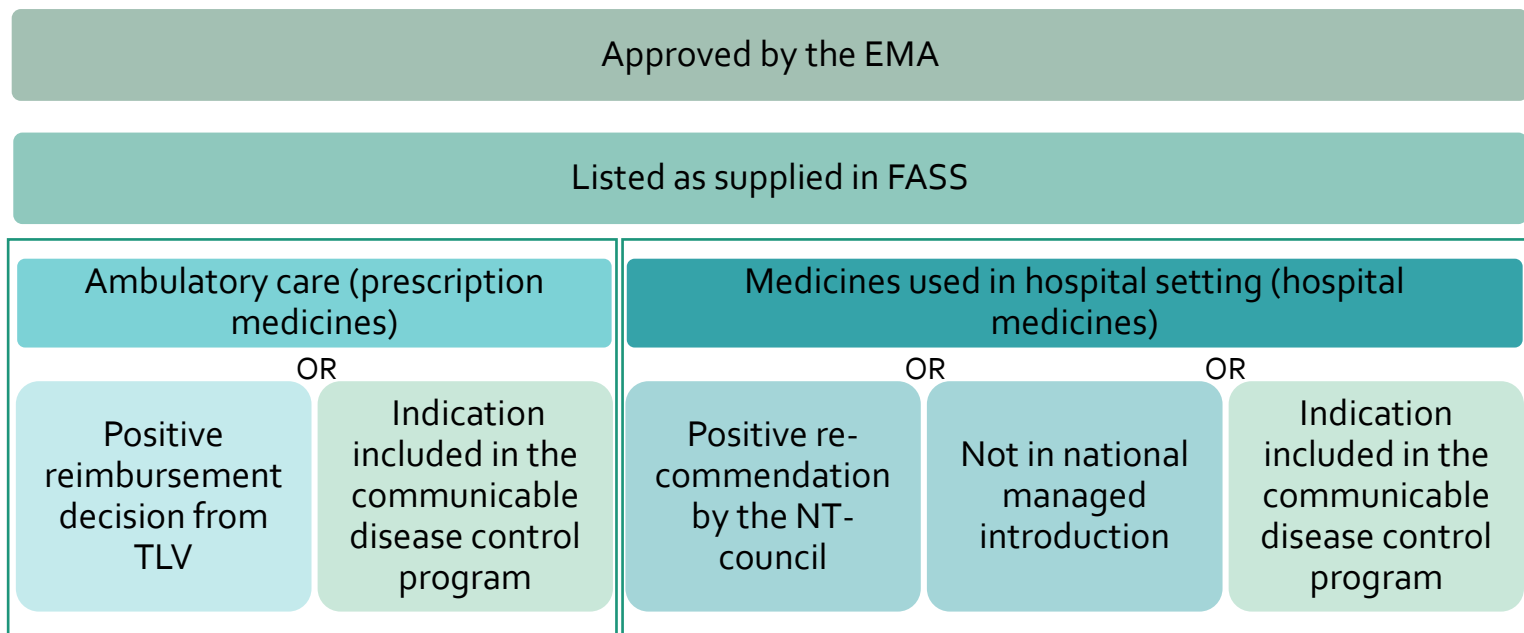 Approved by the EMA
Listed as supplied in FASS
Ambulatory care (prescription
medicines)
OR
Positive
reimbursement
decision from
TLV
Indication
included in the
communicable
disease control
program
Medicines used in hospital setting (hospital
medicines)
OR
OR
Positive re-
commendation
by the NT-
council
Not in national
managed
introduction
Indication
included in the
communicable
disease control
program